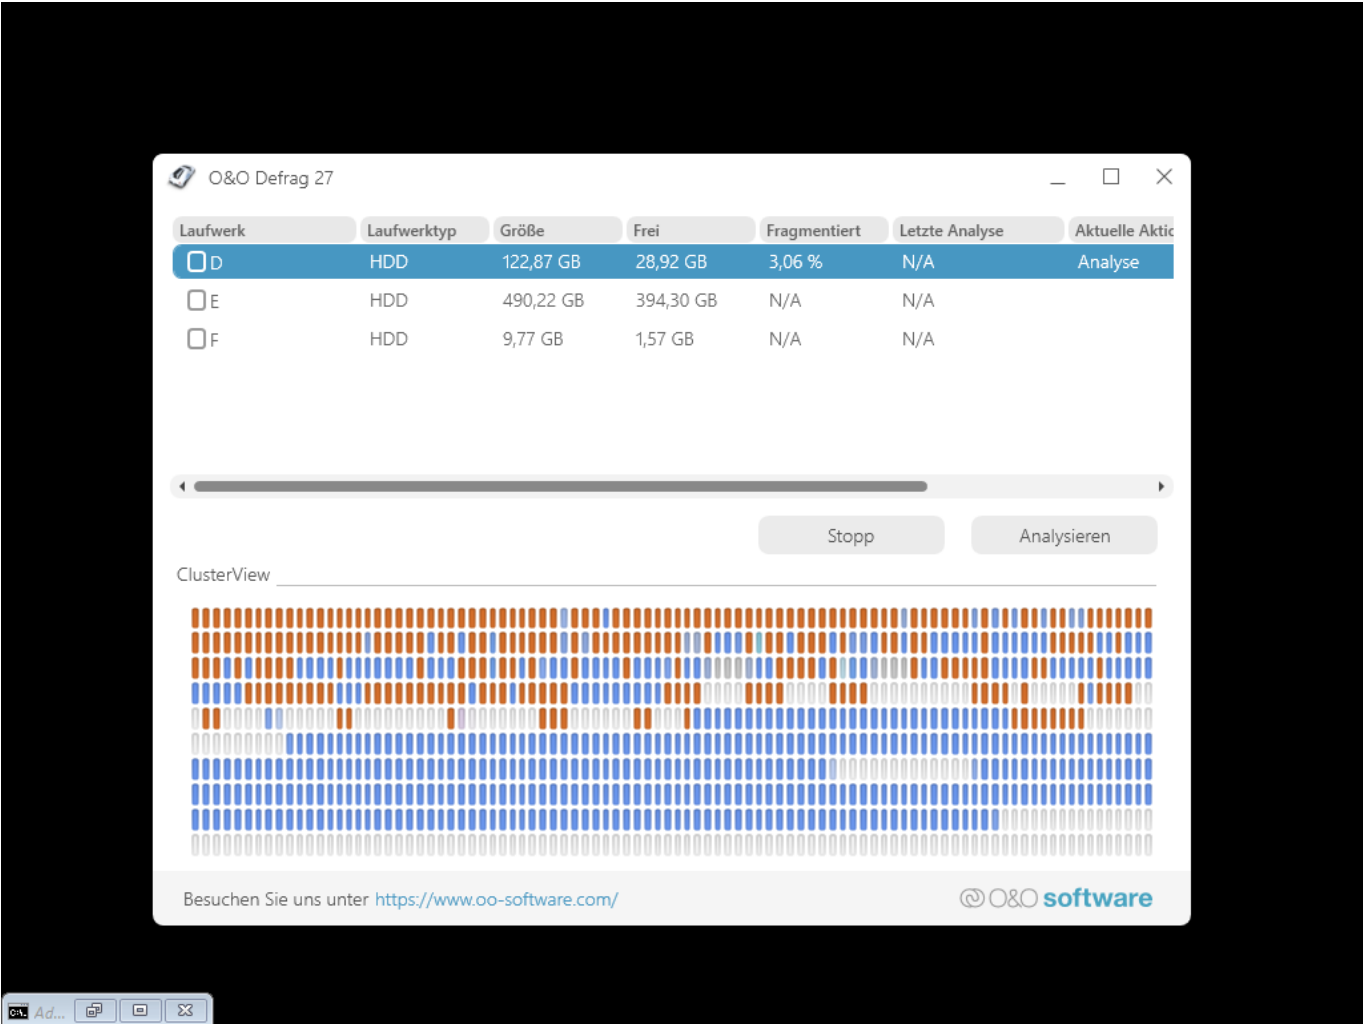 O&O Defrag 27
Laufwerk Laufwerktyp Größe Frei Fragmentiert Letzte Analyse Aktuelle Aktic
D HDD 122,87 GB 28,92 GB 3,06 % N/A Analyse
E HDD 490,22 GB 394,30 GB N/A N/A
F HDD 9,77 GB 1,57 GB N/A N/A
Stopp Analysieren
ClusterView
Besuchen Sie uns unter https://www.oo-software.com/ O&O software
C:\. Ad...